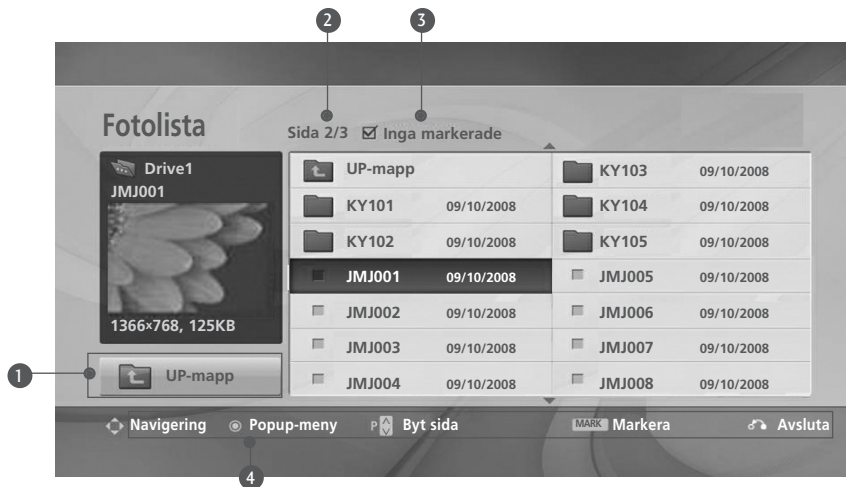 2
3
Fotolista
Sida 2/3
Inga markerade
Drive1
JMJ001
1366×768, 125KB
1
UP-mapp
UP-mapp
KY101 09/10/2008
KY102 09/10/2008
JMJ001 09/10/2008
JMJ002 09/10/2008
JMJ003 09/10/2008
JMJ004 09/10/2008
KY103 09/10/2008
KY104 09/10/2008
KY105 09/10/2008
JMJ005 09/10/2008
JMJ006 09/10/2008
JMJ007 09/10/2008
JMJ008 09/10/2008
Navigering
Popup-meny
P Byt sida
MARK Markera
Avsluta
4